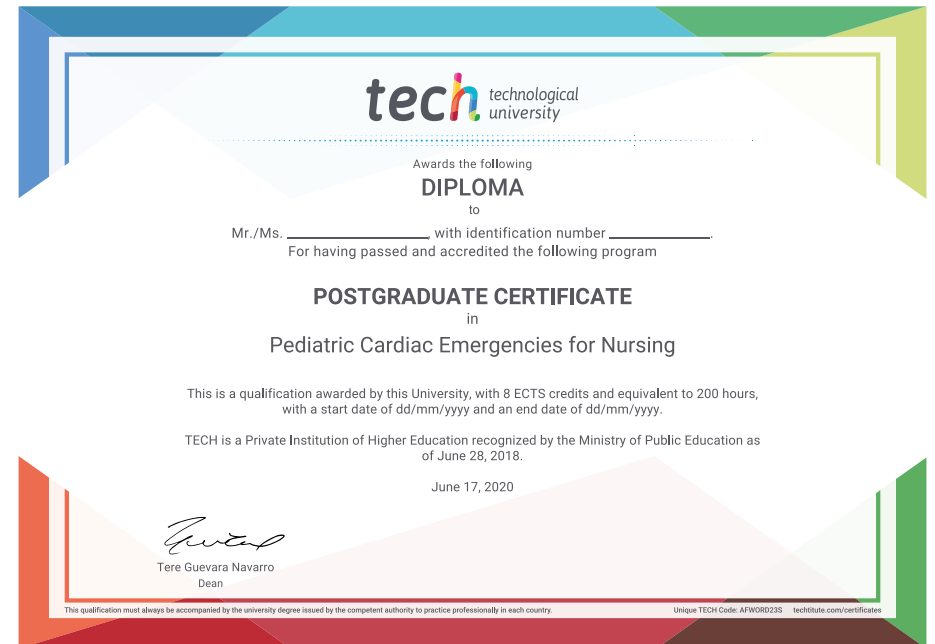 tech technological
university
Awards the following
DIPLOMA
to
Mr./Ms. ____________________, with identification number ______________.
For having passed and accredited the following program
POSTGRADUATE CERTIFICATE
in
Pediatric Cardiac Emergencies for Nursing
This is a qualification awarded by this University, with 8 ECTS credits and equivalent to 200 hours,
with a start date of dd/mm/yyyy and an end date of dd/mm/yyyy.
TECH is a Private Institution of Higher Education recognized by the Ministry of Public Education as
of June 28, 2018.
June 17, 2020
Tere Guevara Navarro
Dean
This qualification must always be accompanied by the university degree issued by the competent authority to practice professionally in each country.
Unique TECH Code: AFWORD23S techtitute.com/certificates